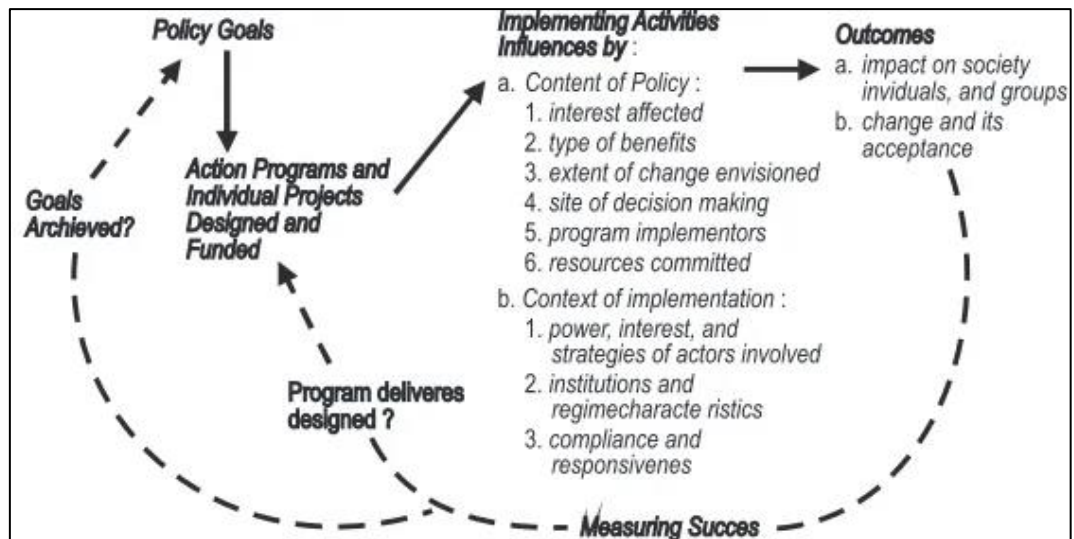 Policy Goals
Goals
Archieved?
Action Programs and
Individual Projects
Designed and
Funded
Program deliveres
designed ?
Implementing Activities
Influences by :
a. Content of Policy :
1. interest affected
2. type of benefits
3. extent of change envisioned
4. site of decision making
5. program implementors
6. resources committed
b. Context of implementation :
1. power, interest, and
strategies of actors involved
2. institutions and
regimecharacte ristics
3. compliance and
responsivenes
Outcomes
a. impact on society
inviduals, and groups
b. change and its
acceptance
Measuring Succes